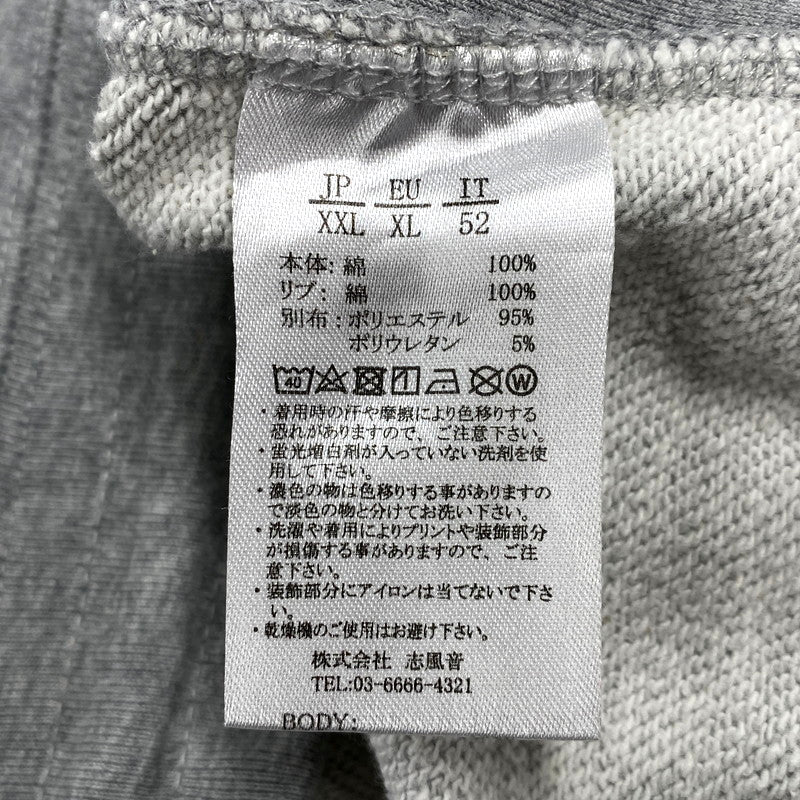 JP EU IT
XXL XL 52
本体: 綿 100%
リブ: 綿 100%
別布: ポリエステル 95%
ポリウレタン 5%
40 W
・着用時の汗や摩擦により色移りする
恐れがありますので、ご注意下さい。
・蛍光増白剤が入っていない洗剤を使
用して下さい。
・濃色の物は色移りする事がありますの
で淡色の物と分けてお洗い下さい。
・洗濯や着用によりプリントや装飾部分
が損傷する事がありますので、ご注
意下さい。
・装飾部分にアイロンは当てないで下さ
い。
・乾燥機のご使用はお避け下さい。
株式会社 志風音
TEL:03-6666-4321
BODY: